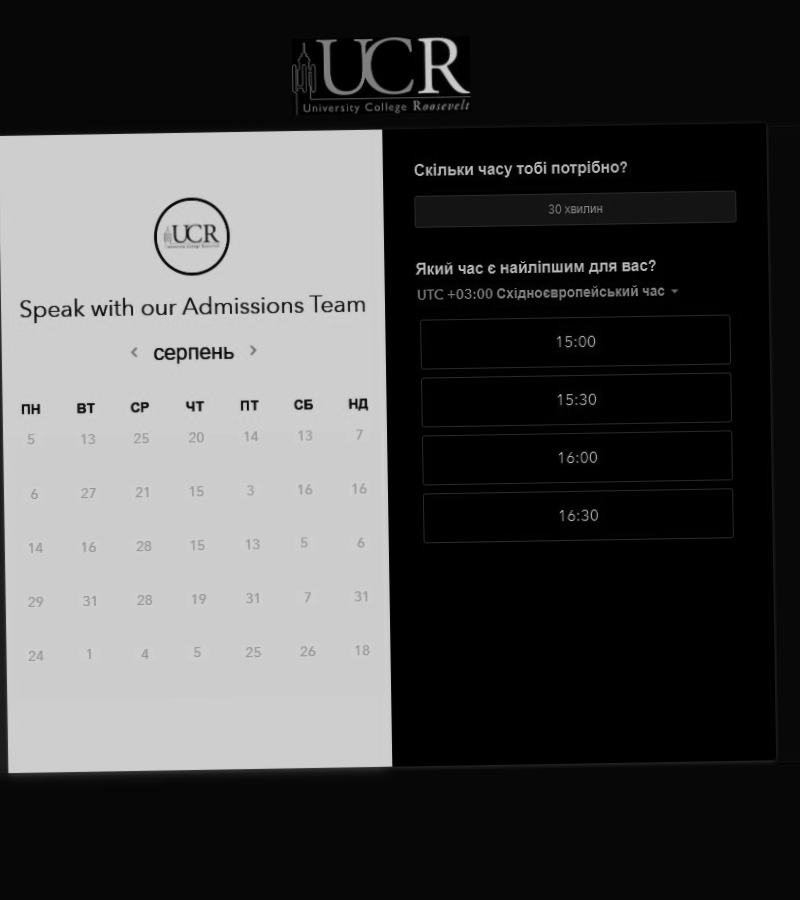 UCR
University College Roosevelt
UCR
University College Roosevelt
Speak with our Admissions Team
серпень
ПН ВТ СР ЧТ ПТ СБ НД
5 13 25 20 14 13 7
6 27 21 15 3 16 16
14 16 28 15 13 5 6
29 31 28 19 31 7 31
24 1 4 5 25 26 18
Скільки часу тобі потрібно?
30 хвилин
Який час є найліпшим для вас?
UTC +03:00 Східноєвропейський час
15:00
15:30
16:00
16:30